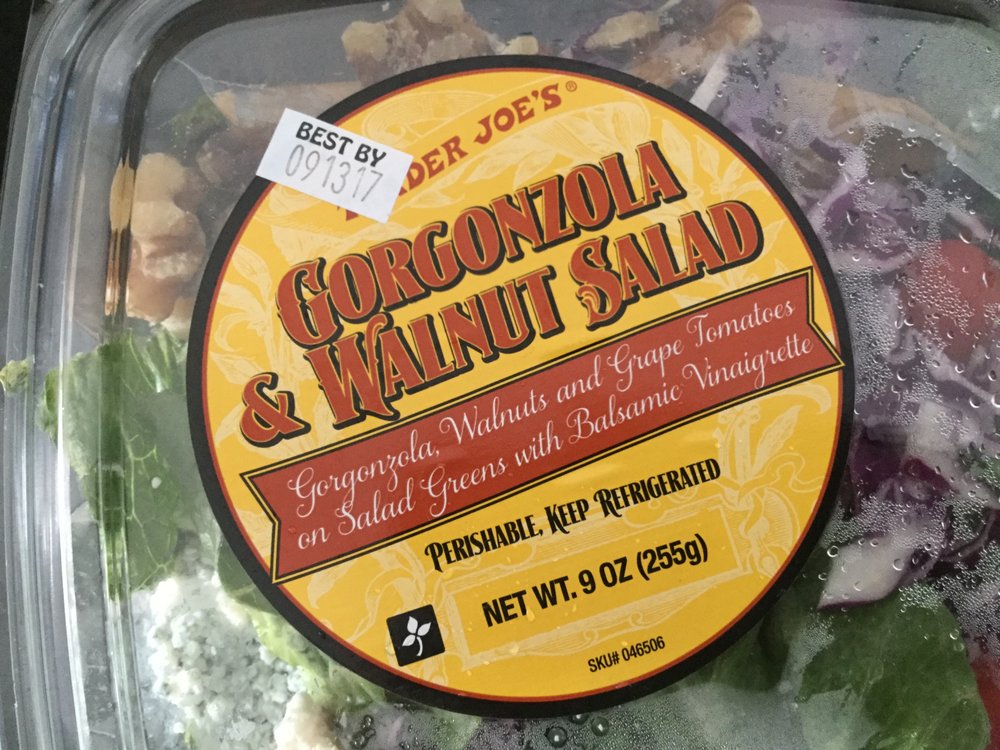 BEST BY
091317
DER JOE'S®
GORGONZOLA
& WALNUT SALAD
Gorgonzola, Walnuts and Grape Tomatoes
on Salad Greens with Balsamic Vinaigrette
PERISHABLE, KEEP REFRIGERATED
NET WT. 9 OZ (255g)
SKU# 046506